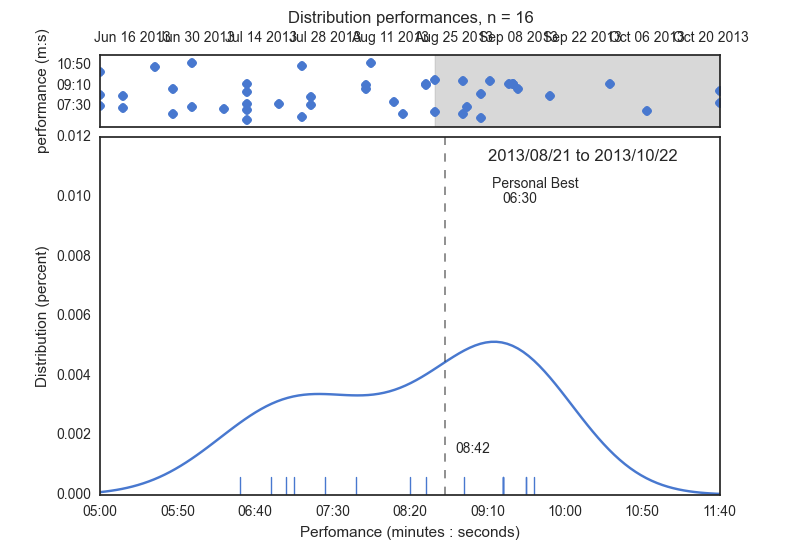 Distribution performances, n = 16
Jun 16 2013 Jun 30 2013 Jul 14 2013 Jul 28 2013 Aug 11 2013 Aug 25 2013 Sep 08 2013 Sep 22 2013 Oct 06 2013 Oct 20 2013
performance (m:s)
10:50
09:10
07:30
0.012
2013/08/21 to 2013/10/22
Personal Best
06:30
0.010
0.008
Distribution (percent)
0.006
0.004
0.002
08:42
0.000
05:00 05:50 06:40 07:30 08:20 09:10 10:00 10:50 11:40
Perfomance (minutes : seconds)